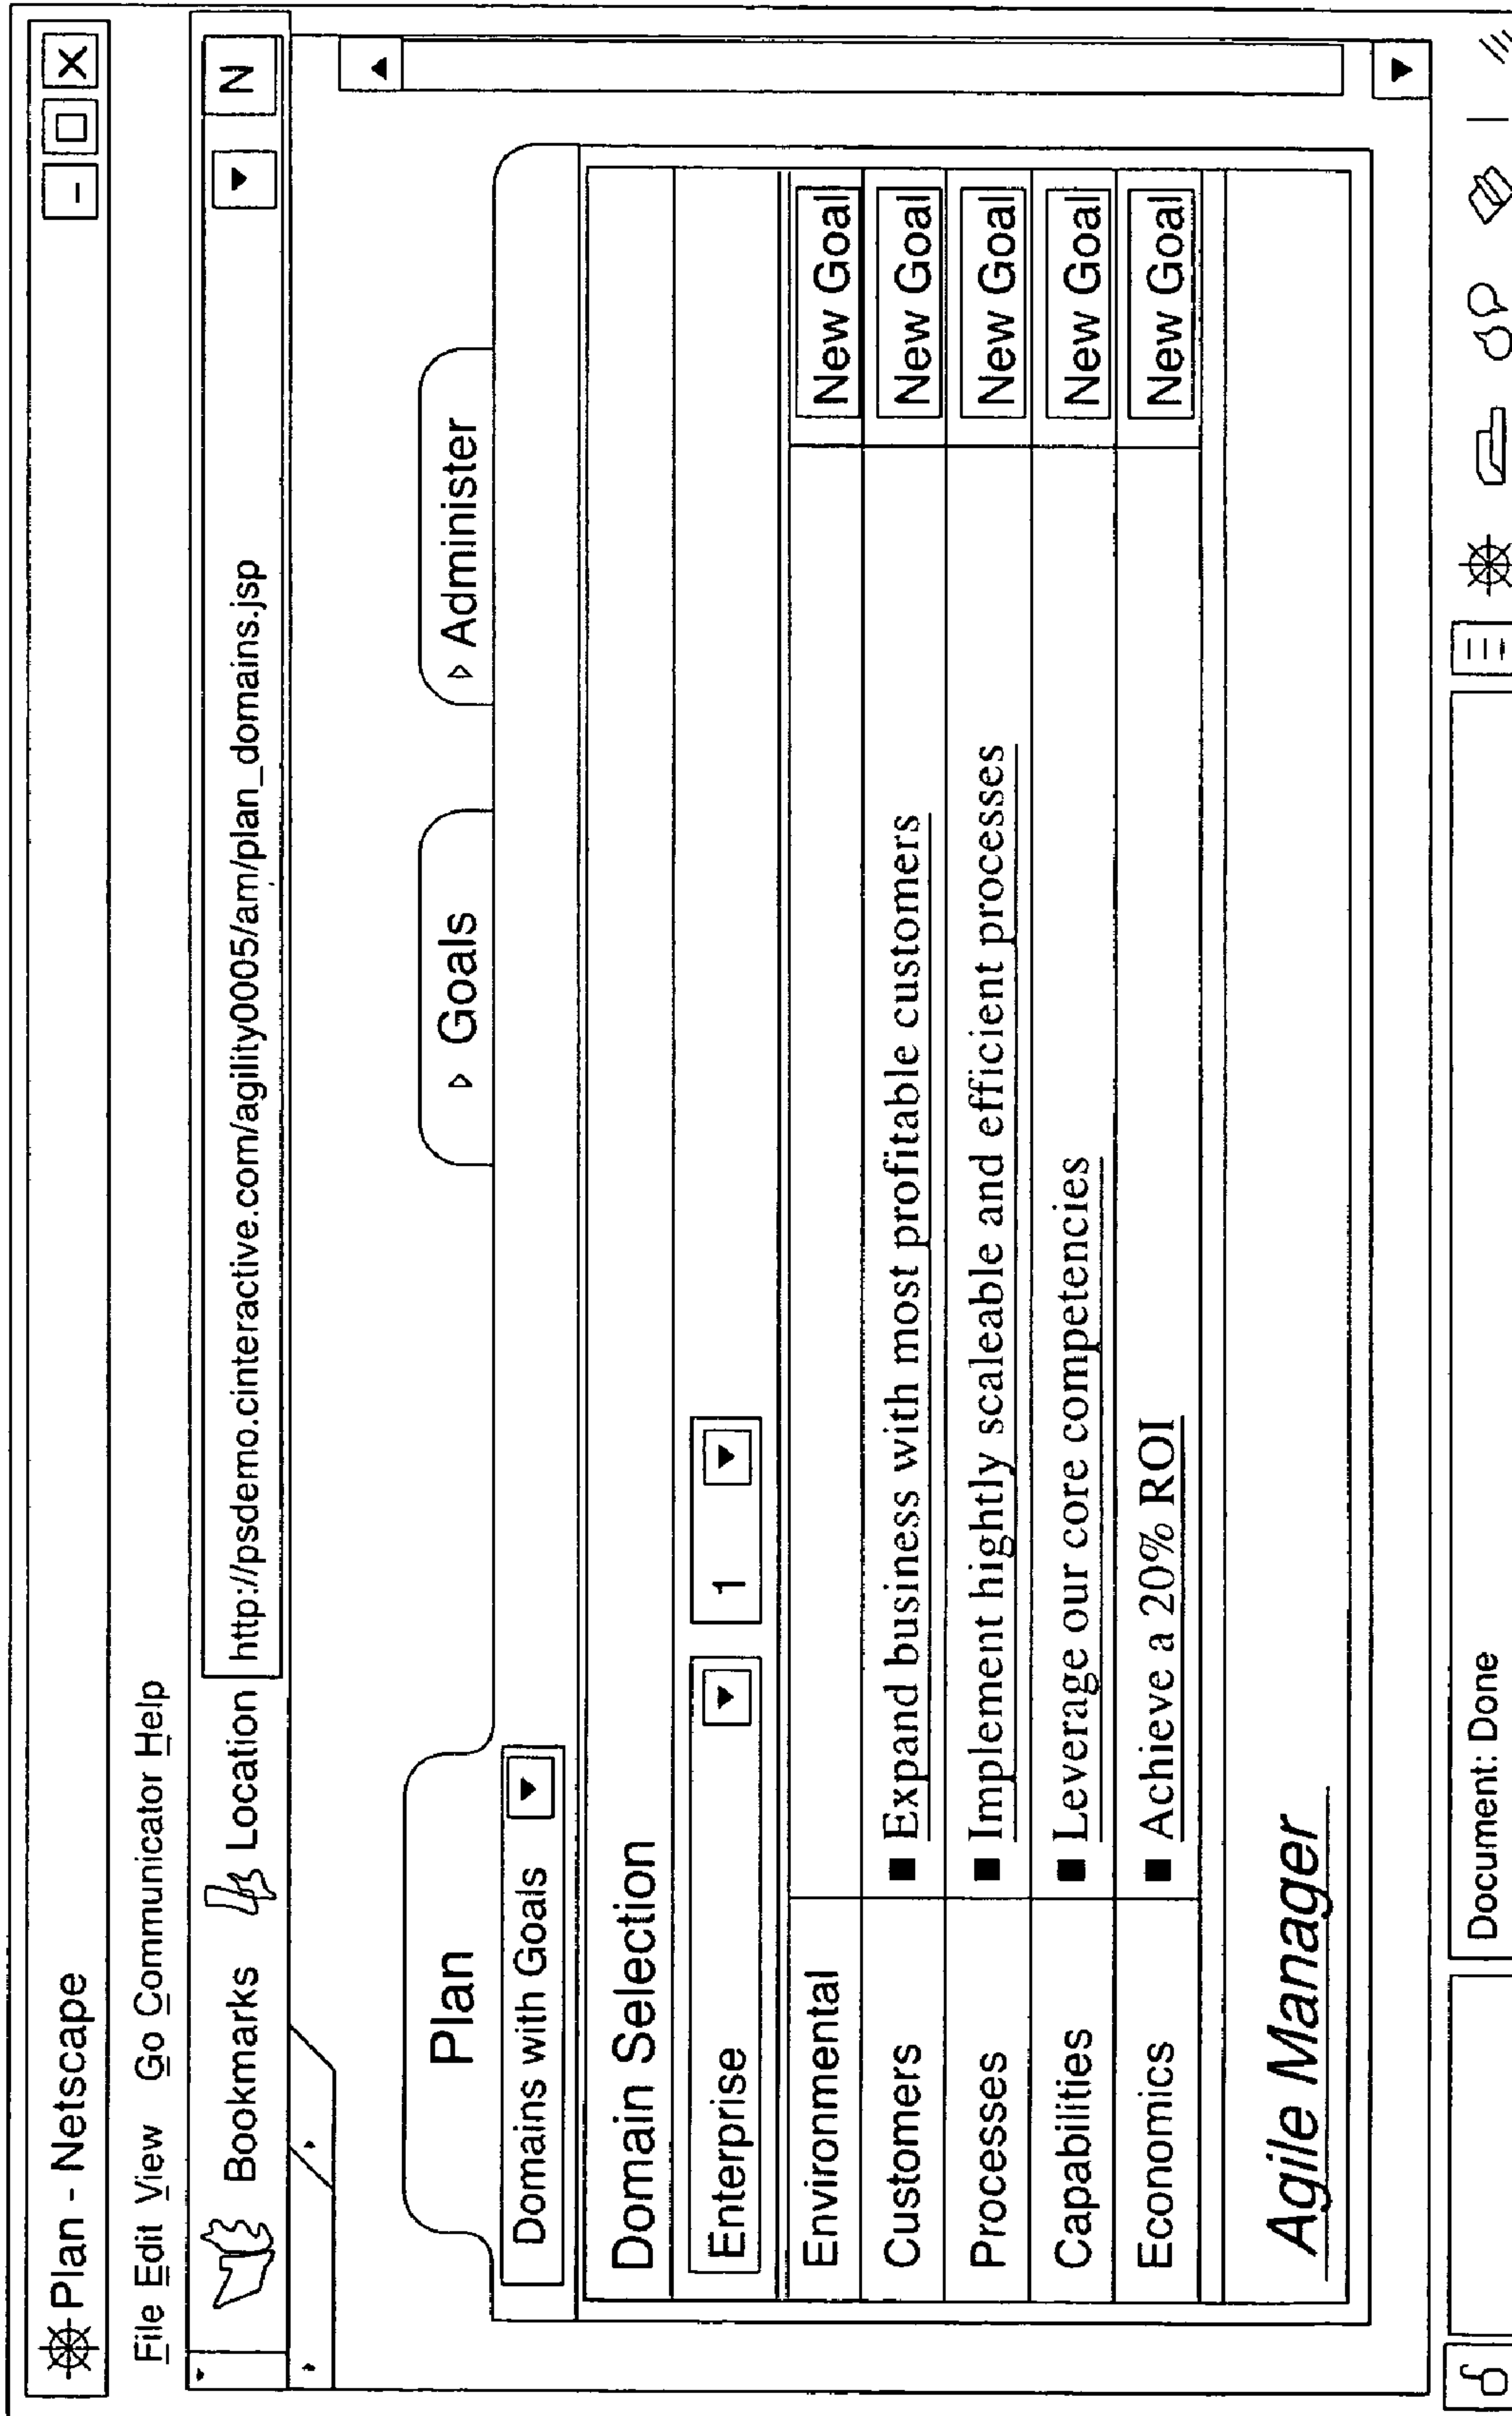 Plan - Netscape
File Edit View Go Communicator Help
Bookmarks Location http://psdemo.cinteractive.com/agility0005/am/plan_domains.jsp N
Plan Goals Administer
Domains with Goals
Domain Selection
Enterprise 1
Environmental New Goal
Customers ■ Expand business with most profitable customers New Goal
Processes ■ Implement hightly scaleable and efficient processes New Goal
Capabilities ■ Leverage our core competencies New Goal
Economics ■ Achieve a 20% ROI New Goal
Agile Manager
Document: Done